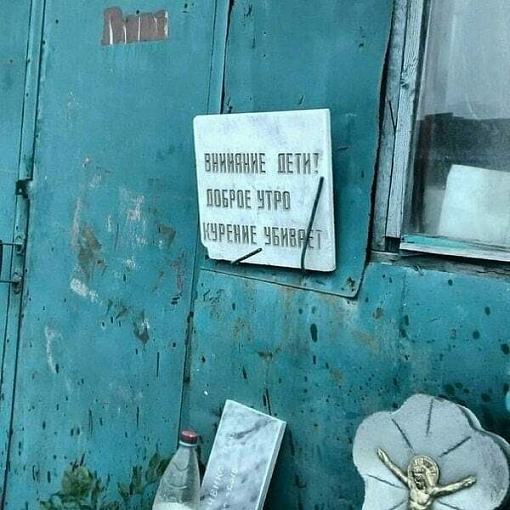 ВНИМАНИЕ ДЕТИ!
ДОБРОЕ УТРО
КУРЕНИЕ УБИВАЕТ